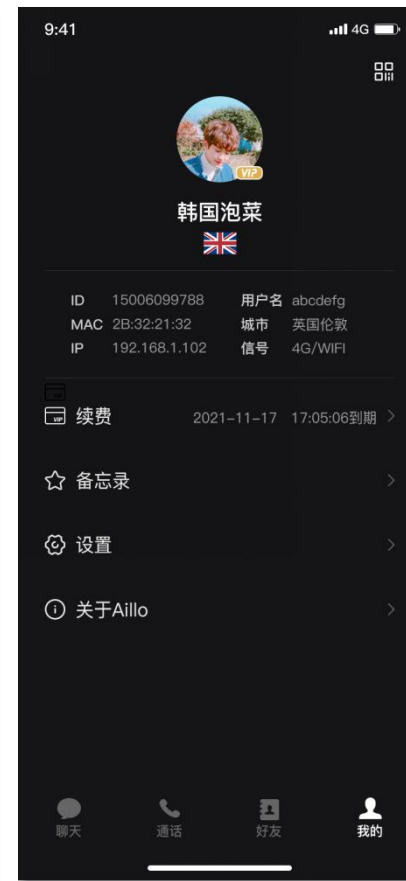 9:41 4G
VIP
韩国泡菜
ID 15006099788 用户名 abcdefg
MAC 2B:32:21:32 城市 英国伦敦
IP 192.168.1.102 信号 4G/WIFI
续费 2021-11-17 17:05:06到期
备忘录
设置
关于Aillo
聊天 通话 好友 我的